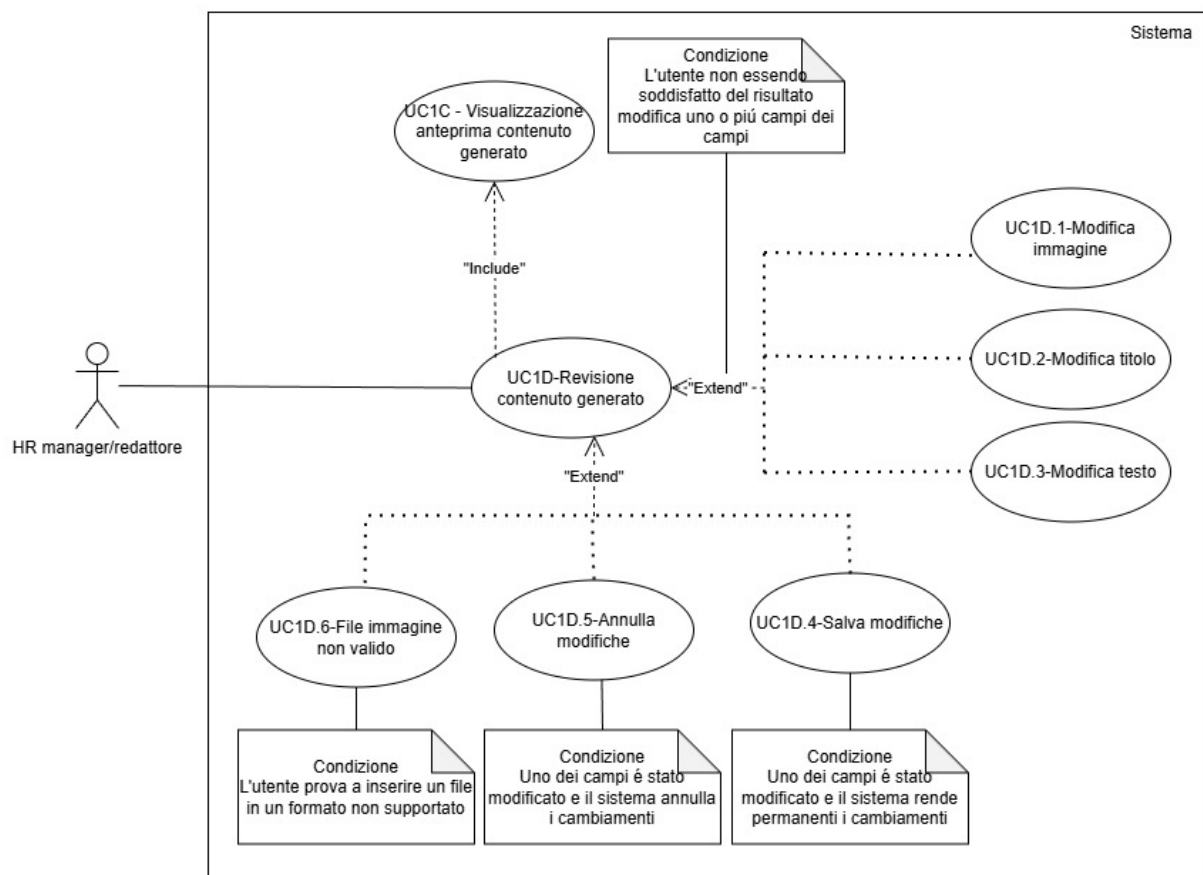 Sistema
Condizione
L'utente non essendo
soddisfatto del risultato
modifica uno o piú campi dei
campi
UC1C - Visualizzazione
anteprima contenuto
generato
UC1D.1-Modifica
immagine
"Include"
UC1D-Revisione
contenuto generato
"Extend"
UC1D.2-Modifica titolo
HR manager/redattore
UC1D.3-Modifica testo
"Extend"
UC1D.6-File immagine
non valido
UC1D.5-Annulla
modifiche
UC1D.4-Salva modifiche
Condizione
L'utente prova a inserire un file
in un formato non supportato
Condizione
Uno dei campi é stato
modificato e il sistema annulla
i cambiamenti
Condizione
Uno dei campi é stato
modificato e il sistema rende
permanenti i cambiamenti